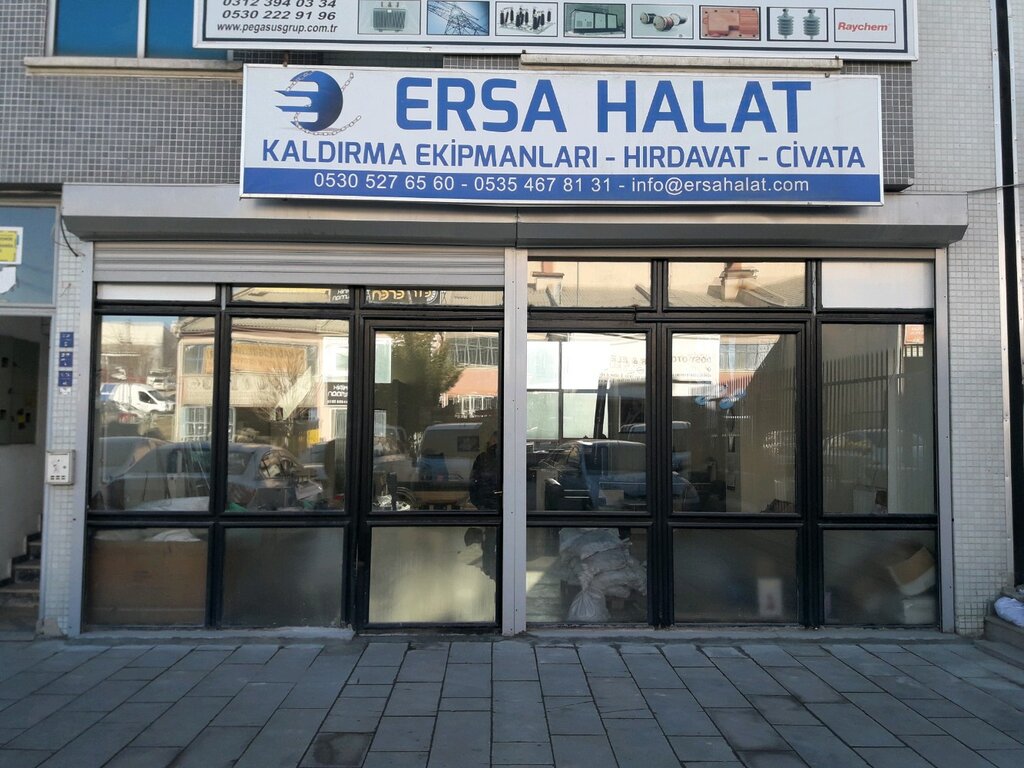 0312 394 03 34
0530 222 91 96
www.pegasusgrup.com.tr
Raychem
ERSA HALAT
KALDIRMA EKİPMANLARI - HIRDAVAT - CİVATA
0530 527 65 60 - 0535 467 81 31 - info@ersahalat.com